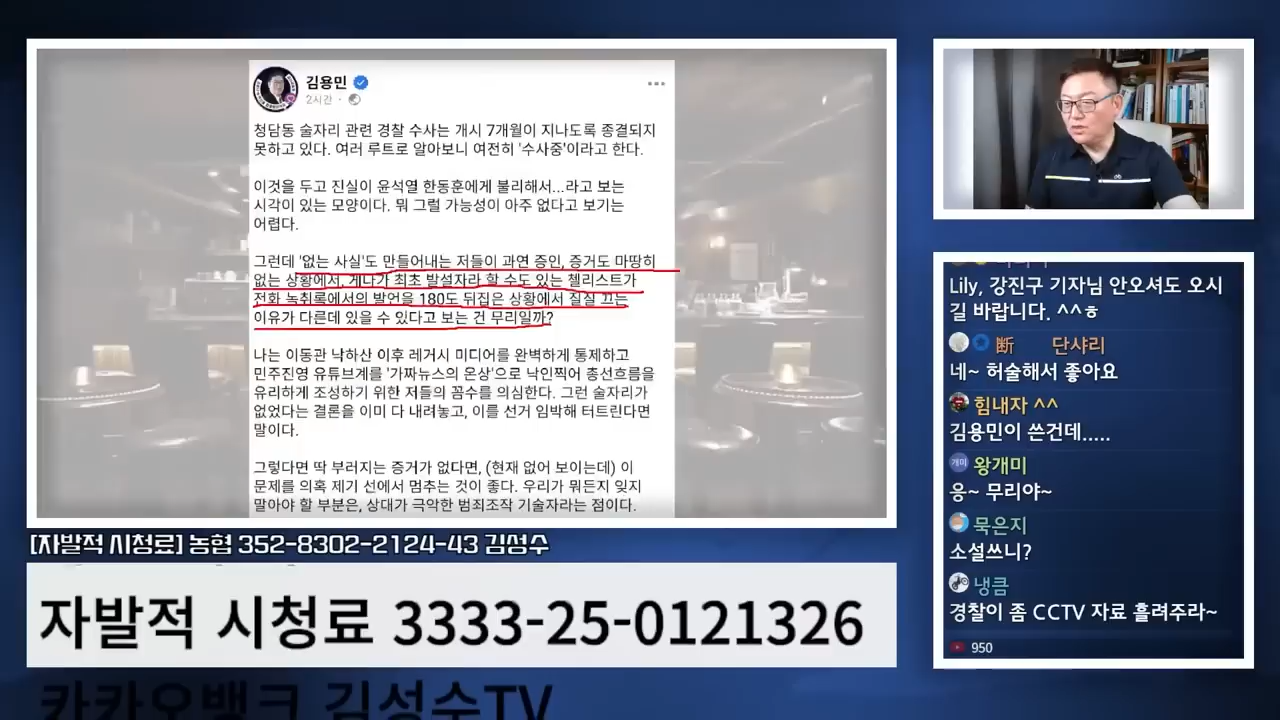 김용민
2시간 ·
청담동 술자리 관련 경찰 수사는 개시 7개월이 지나도록 종결되지
못하고 있다. 여러 루트로 알아보니 여전히 '수사중'이라고 한다.
이것을 두고 진실이 윤석열 한동훈에게 불리해서...라고 보는
시각이 있는 모양이다. 뭐 그럴 가능성이 아주 없다고 보기는
어렵다.
그런데 '없는 사실'도 만들어내는 저들이 과연 증인, 증거도 마땅히
없는 상황에서, 게다가 최초 발설자라 할 수도 있는 첼리스트가
전화 녹취록에서의 발언을 180도 뒤집은 상황에서 질질 끄는
이유가 다른데 있을 수 있다고 보는 건 무리일까?
나는 이동관 냑하산 이후 레거시 미디어를 완벽하게 통제하고
민주진영 유튜브계를 '가짜뉴스의 온상'으로 낙인찍어 총선흐름을
유리하게 조성하기 위한 저들의 꼼수를 의심한다. 그런 술자리가
없었다는 결론을 이미 다 내려놓고, 이를 선거 임박해 터트린다면
말이다.
그렇다면 딱 부러지는 증거가 없다면, (현재 없어 보이는데) 이
문제를 의혹 제기 선에서 멈추는 것이 좋다. 우리가 뭐든지 잊지
말아야 할 부분은, 상대가 극악한 범죄조작 기술자라는 점이다.
[자발적 시청료] 농협 352-8302-2124-43 김성수
자발적 시청료 3333-25-0121326
카카오뱅크 김성수TV
Lily, 강진구 기자님 안오셔도 오시
길 바랍니다. ^^ㅎ
断 단샤리
네~ 허술해서 좋아요
힘내자 ^^
김용민이 쓴건데.....
개미 왕개미
응~ 무리야~
묵은지
소설쓰니?
냉큼
경찰이 좀 CCTV 자료 흘려주라~
950